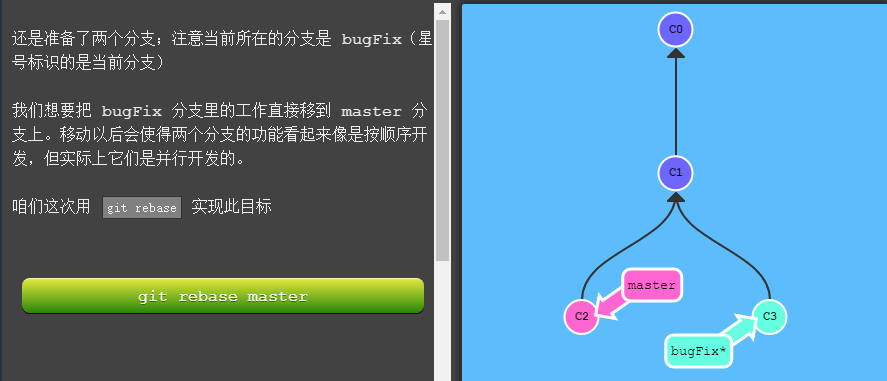 还是准备了两个分支；注意当前所在的分支是 bugFix（星
号标识的是当前分支）
我们想要把 bugFix 分支里的工作直接移到 master 分
支上。移动以后会使得两个分支的功能看起来像是按顺序开
发，但实际上它们是并行开发的。
咱们这次用 git rebase 实现此目标
git rebase master
C0
C1
master
C2
C3
bugFix*